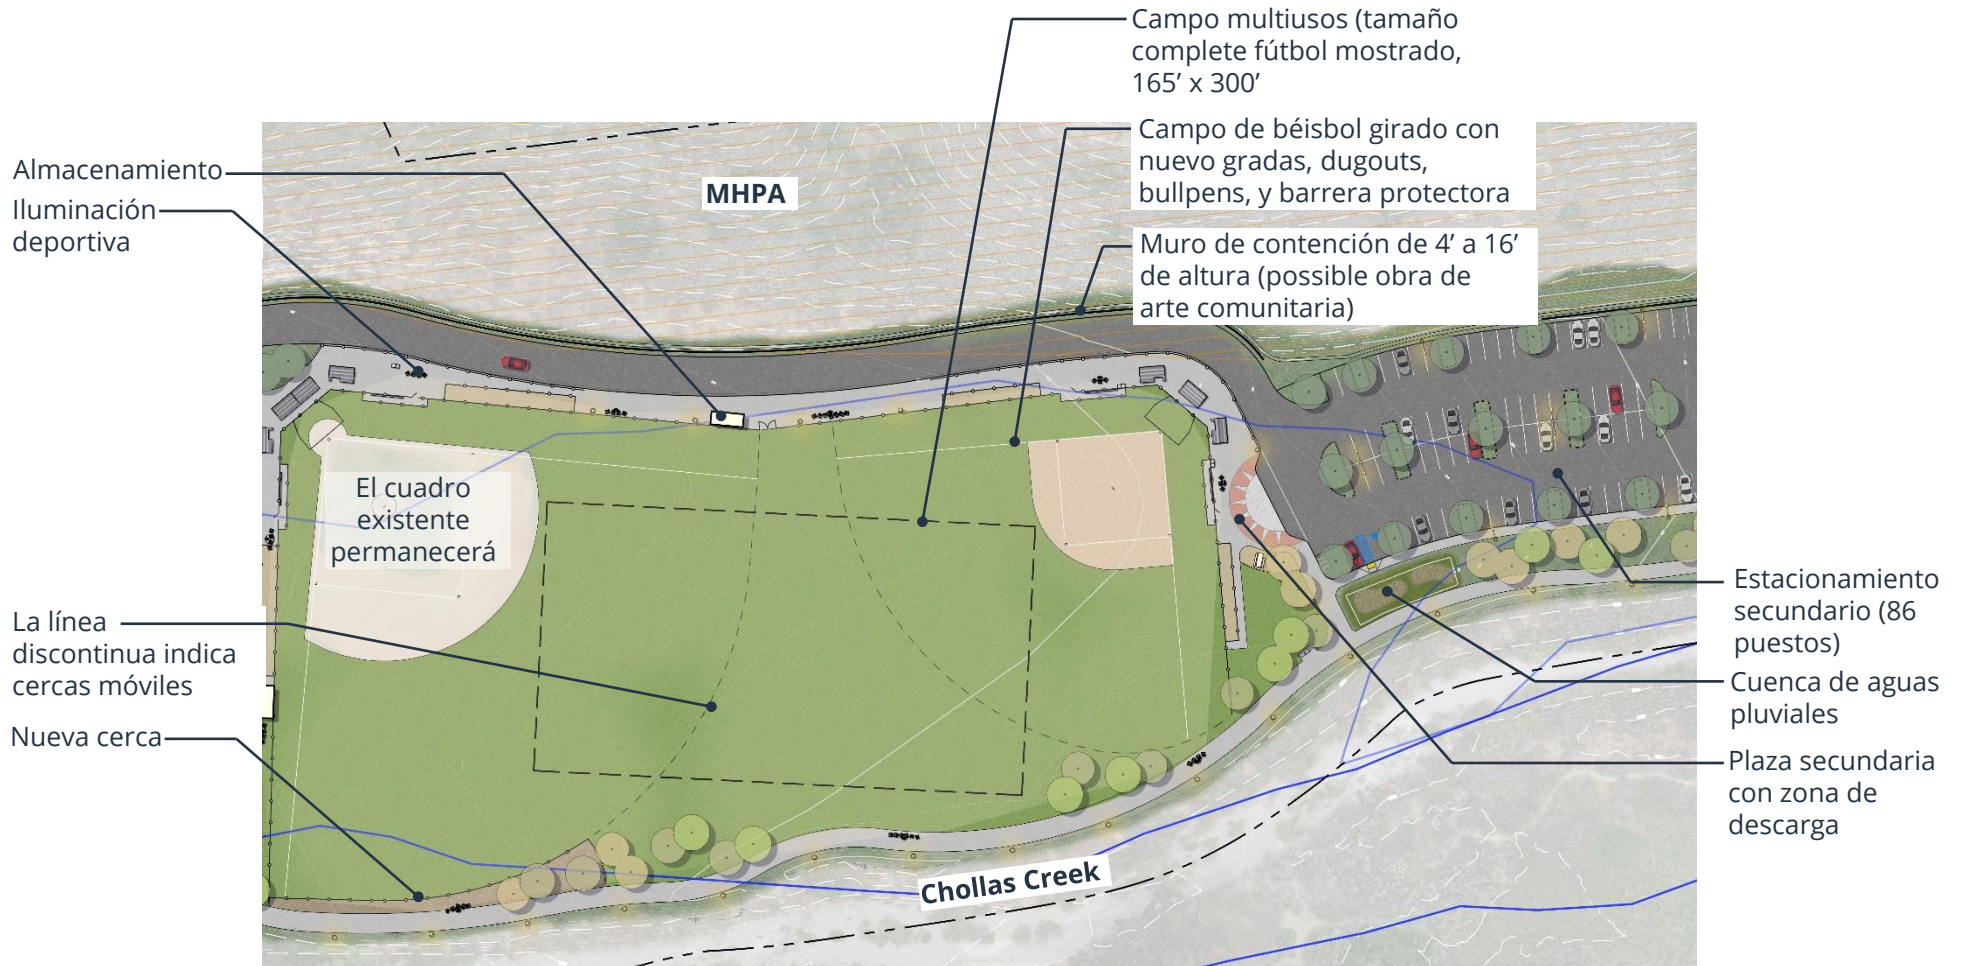 Campo multiusos (tamaño
complete fútbol mostrado,
165’ x 300’
Campo de béisbol girado con
nuevo gradas, dugouts,
bullpens, y barrera protectora
Muro de contención de 4’ a 16’
de altura (possible obra de
arte comunitaria)
Almacenamiento
Iluminación
deportiva
MHPA
El cuadro
existente
permanecerá
La línea
discontinua indica
cercas móviles
Nueva cerca
Estacionamiento
secundario (86
puestos)
Cuenca de aguas
pluviales
Plaza secundaria
con zona de
descarga
Chollas Creek